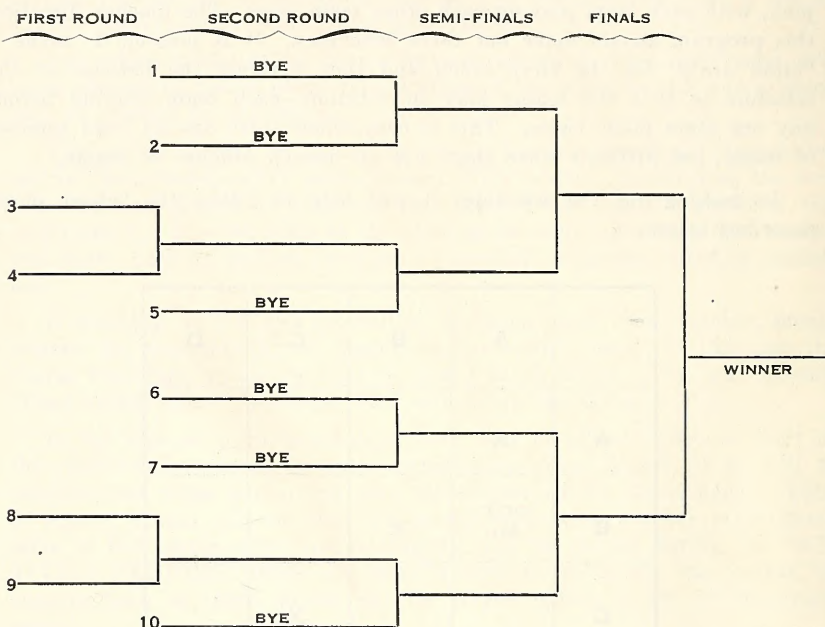 FIRST ROUND SECOND ROUND SEMI-FINALS FINALS
1 BYE
2 BYE
3
4
5 BYE
6 BYE
7 BYE
8
9
10 BYE
WINNER